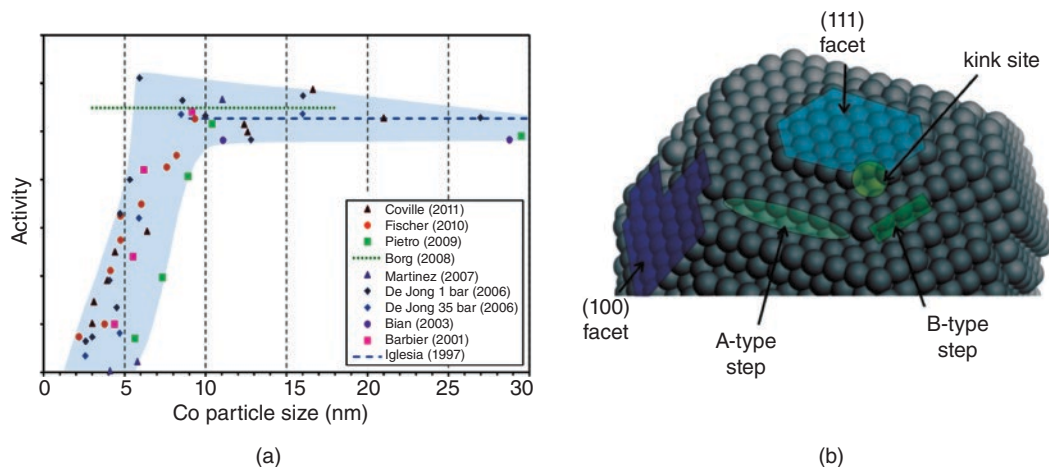 Activity
Coville (2011)
Fischer (2010)
Pietro (2009)
Borg (2008)
Martinez (2007)
De Jong 1 bar (2006)
De Jong 35 bar (2006)
Bian (2003)
Barbier (2001)
Iglesia (1997)
0 5 10 15 20 25 30
Co particle size (nm)
(a)
(111)
facet
kink site
(100)
facet
A-type
step
B-type
step
(b)